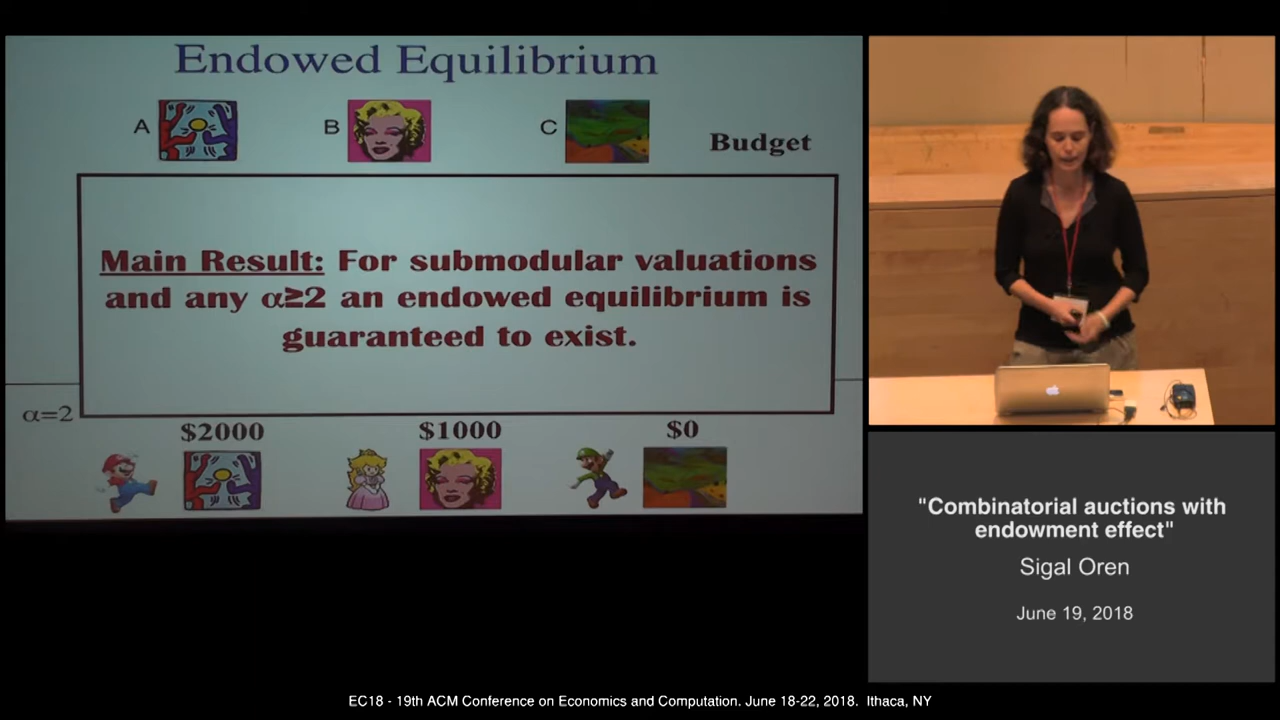 Endowed Equilibrium
A
B
C
Budget
Main Result: For submodular valuations
and any α≥2 an endowed equilibrium is
guaranteed to exist.
α=2
$2000
$1000
$0
"Combinatorial auctions with
endowment effect"
Sigal Oren
June 19, 2018
EC18 - 19th ACM Conference on Economics and Computation. June 18-22, 2018.  Ithaca, NY